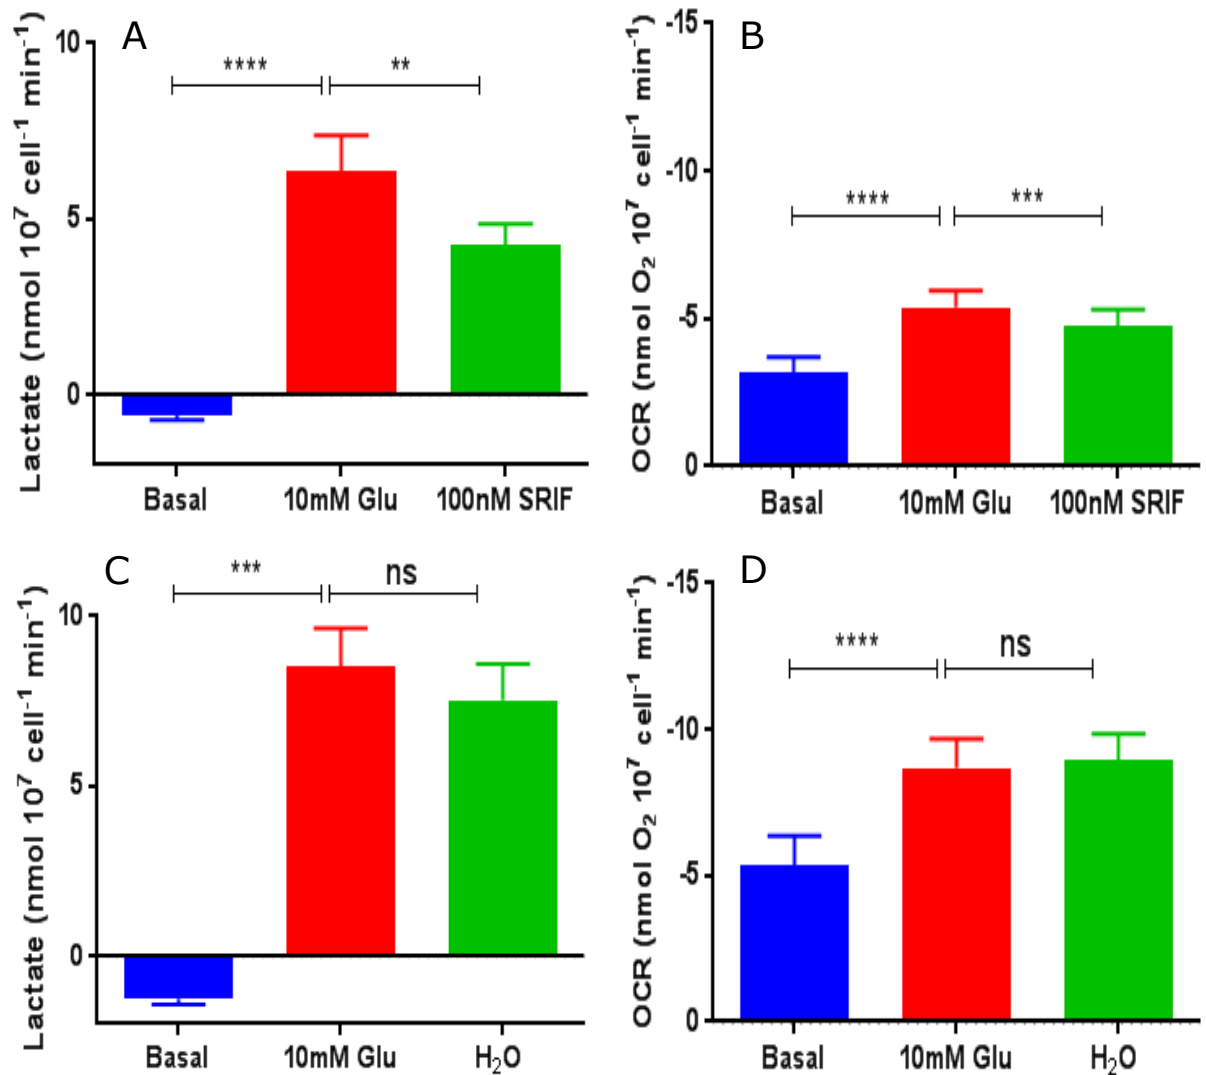 A
Lactate (nmol 10⁷ cell⁻¹ min⁻¹)
10
5
0
****
**
Basal
10mM Glu
100nM SRIF
B
OCR (nmol O₂ 10⁷ cell⁻¹ min⁻¹)
-15
-10
-5
0
****
***
Basal
10mM Glu
100nM SRIF
C
Lactate (nmol 10⁷ cell⁻¹ min⁻¹)
10
5
0
***
ns
Basal
10mM Glu
H₂O
D
OCR (nmol O₂ 10⁷ cell⁻¹ min⁻¹)
-15
-10
-5
0
****
ns
Basal
10mM Glu
H₂O